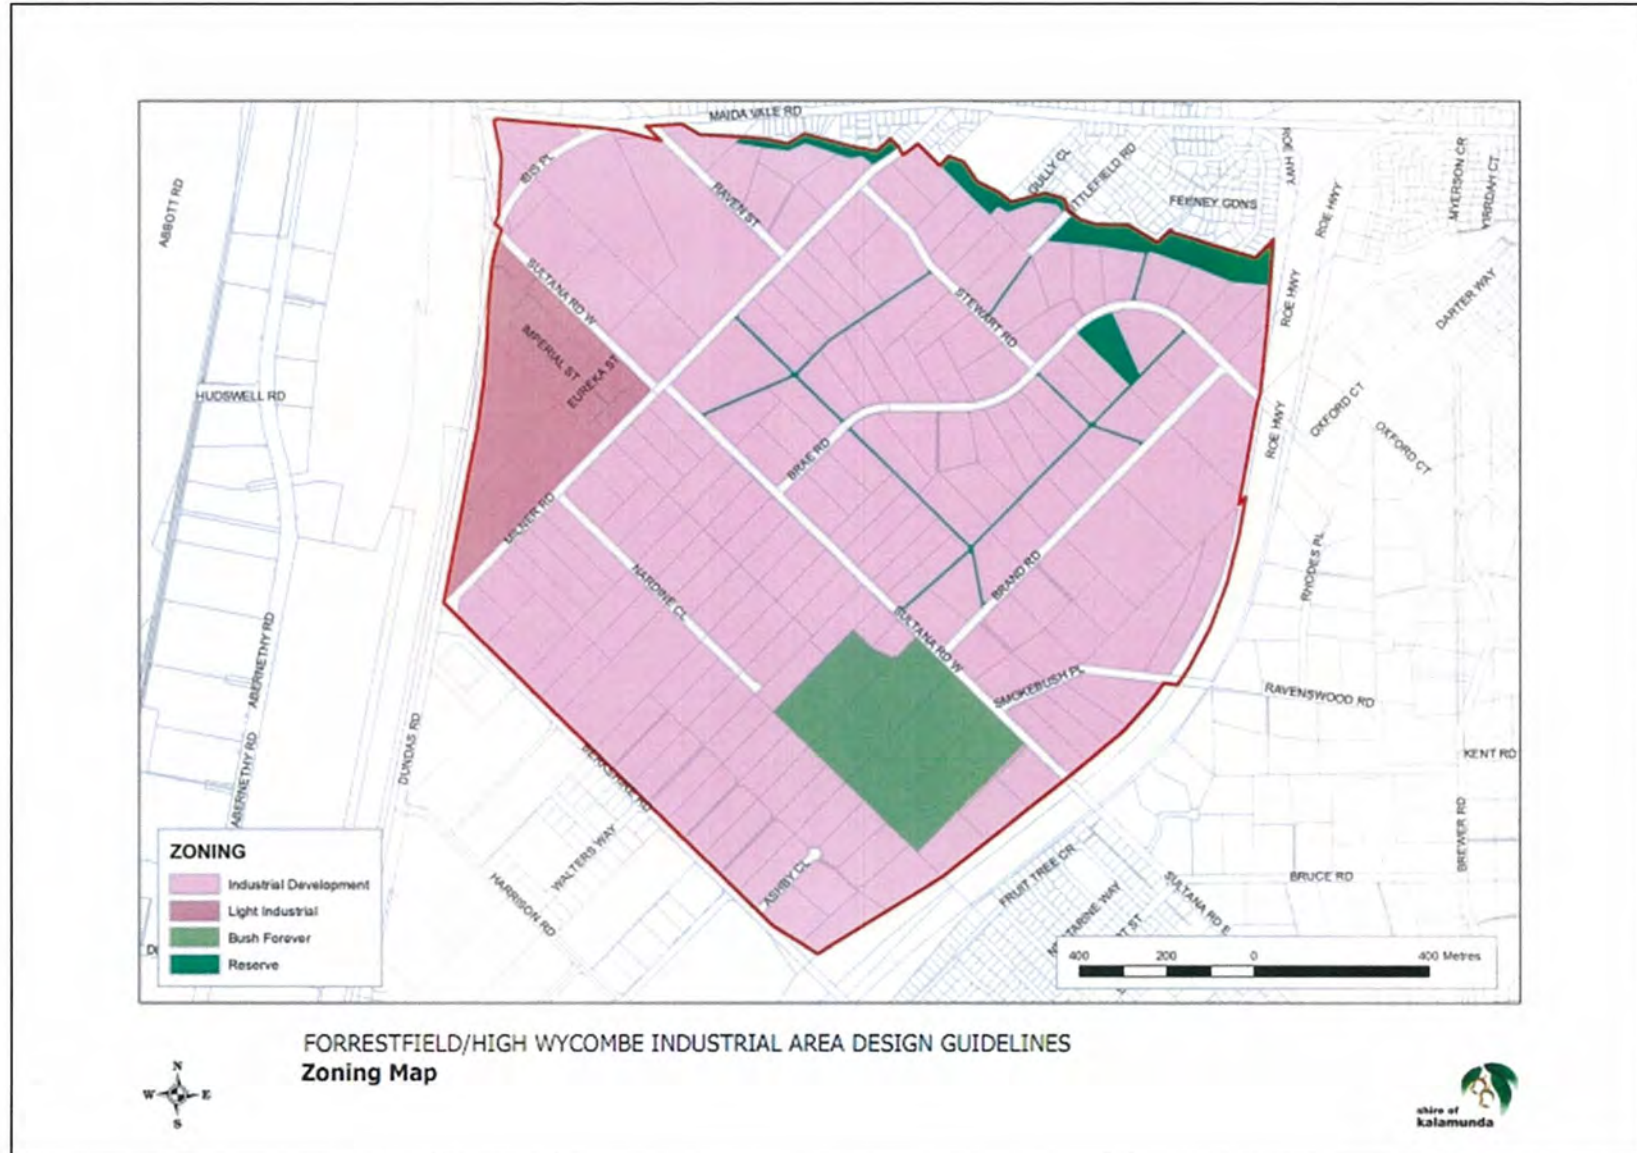 MAIDA VALE RD
ABBOTT RD
IBIS PL
RAVEN ST
GULLY CL
TTLEFIELD RD
FEENEY GDNS
ROE HWY
ROE HWY
MYERSON CR
YIRRDAH CT
SULTANA RD W
STEWART RD
ROE HWY
DARTER WAY
IMPERIAL ST
EUREKA ST
HUDSWELL RD
BRAE RD
ROE HWY
OXFORD CT
OXFORD CT
MILNER RD
NARDINE CL
BRAND RD
RHODES PL
SULTANA RD W
ABERNETHY RD
SMOKEBUSH PL
RAVENSWOOD RD
DUNDAS RD
ABERNETHY RD
BERKSHIRE RD
KENT RD
WALTERS WAY
HARRISON RD
ASHBY CL
FRUIT TREE CR
BREWER RD
BRUCE RD
SULTANA RD E
ZONING
Industrial Development
Light Industrial
Bush Forever
Reserve
400 200 0 400 Metres
FORRESTFIELD/HIGH WYCOMBE INDUSTRIAL AREA DESIGN GUIDELINES
Zoning Map
N
W E
S
shire of
kalamunda